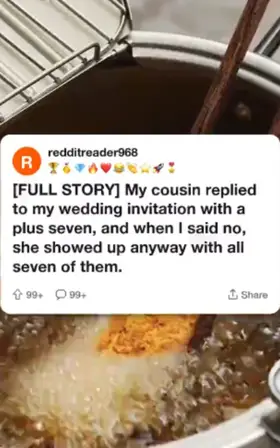 R
redditreader968
🏆🥇💎🔥❤️😂👏⭐🚀🌷
[FULL STORY] My cousin replied
to my wedding invitation with a
plus seven, and when I said no,
she showed up anyway with all
seven of them.
99+ 99+ Share